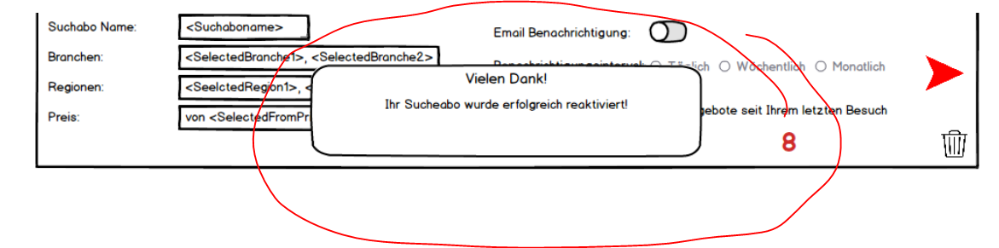 Suchabo Name: <Suchaboname>
Email Benachrichtigung:
Branchen: <SelectedBranche1>, <SelectedBranche2>
Wöchentlich Monatlich
Vielen Dank!
Regionen: <SeelctedRegion1>, <
Ihr Sucheabo wurde erfolgreich reaktiviert!
Preis: von <SelectedFromPr
gebote seit Ihrem letzten Besuch
8